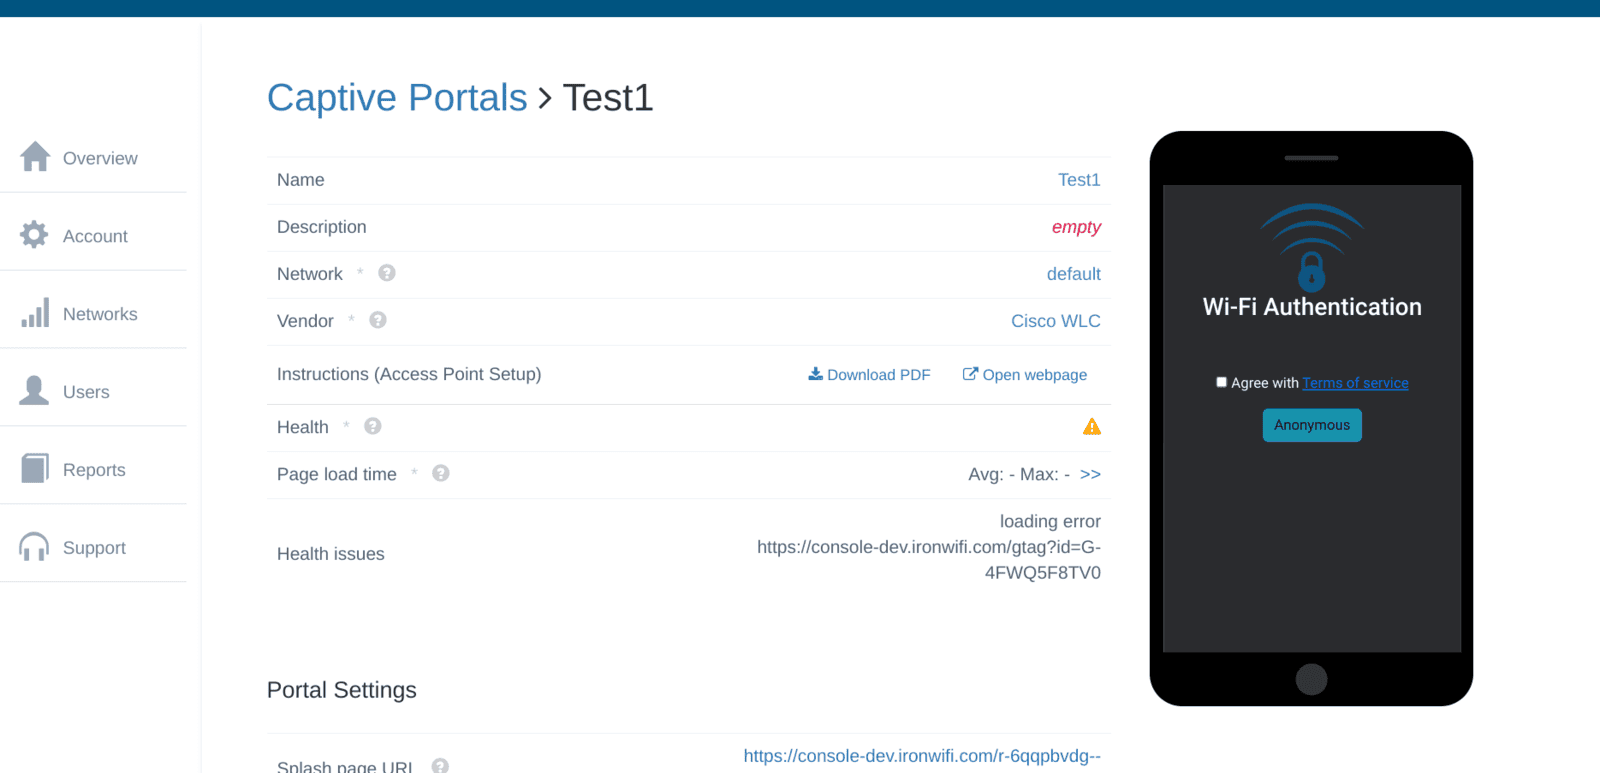 Captive Portals > Test1
Overview
Account
Networks
Users
Reports
Support
Name Test1
Description empty
Network * ? default
Vendor * ? Cisco WLC
Instructions (Access Point Setup) Download PDF Open webpage
Health * ?
Page load time * ? Avg: - Max: - >>
Health issues
loading error
https://console-dev.ironwifi.com/gtag?id=G-
4FWQ5F8TV0
Portal Settings
Splash page URL ? https://console-dev.ironwifi.com/r-6qqpbvdg--
Wi-Fi Authentication
Agree with Terms of service
Anonymous